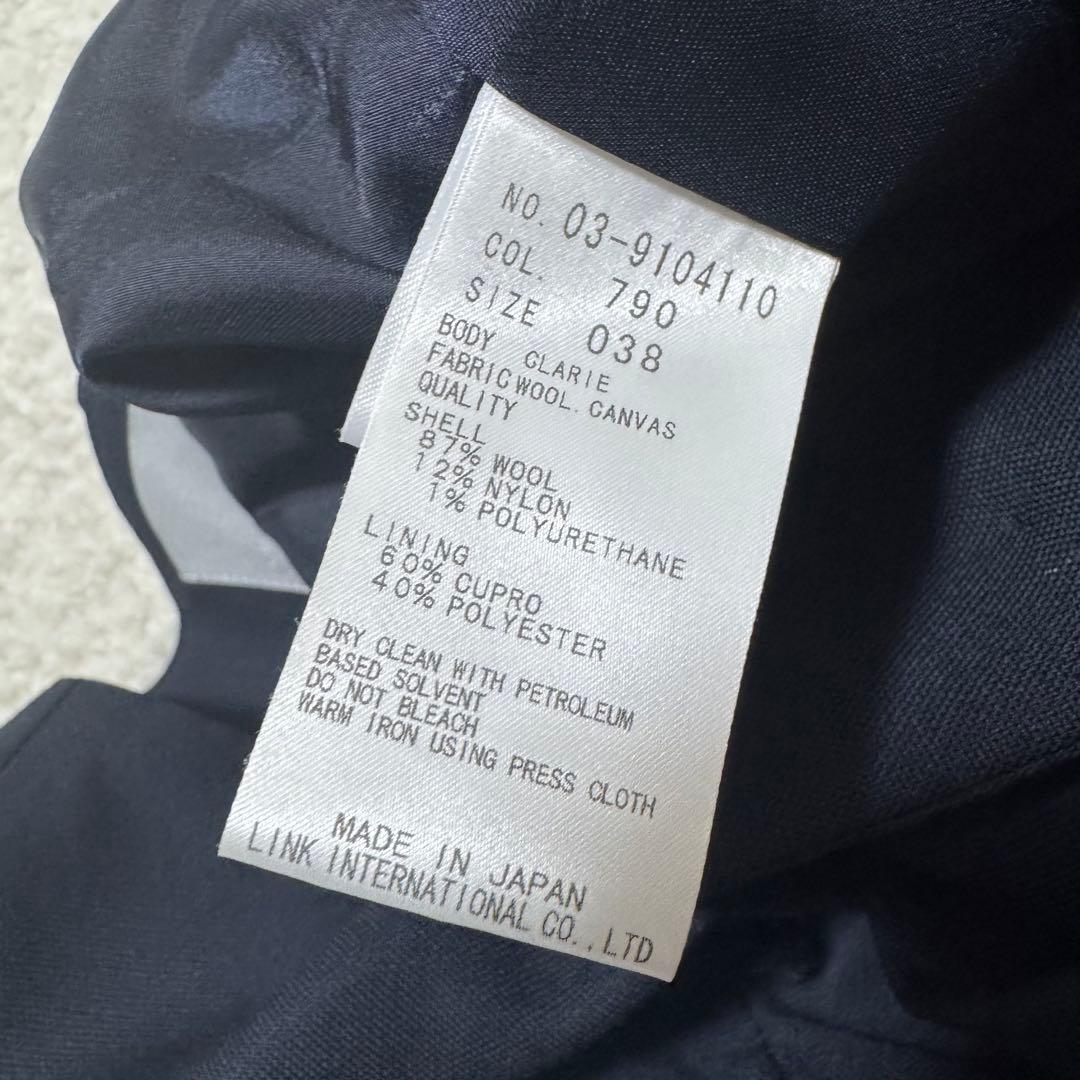 NO. 03-9104110
COL. 790
SIZE 038
BODY CLARIE
FABRIC WOOL. CANVAS
QUALITY
SHELL
87% WOOL
12% NYLON
1% POLYURETHANE
LINING
60% CUPRO
40% POLYESTER
DRY CLEAN WITH PETROLEUM
BASED SOLVENT
DO NOT BLEACH
WARM IRON USING PRESS CLOTH
MADE IN JAPAN
LINK INTERNATIONAL CO.,LTD